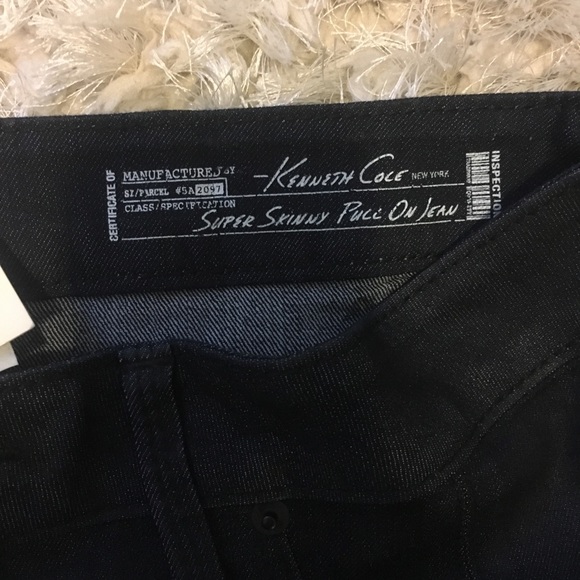 CERTIFICATE OF
MANUFACTURED BY
Kenneth Cole NEW YORK
SZ/PARCEL #SA 2097
CLASS/SPECIFICATION
Super Skinny Pull On Jean
INSPECTION